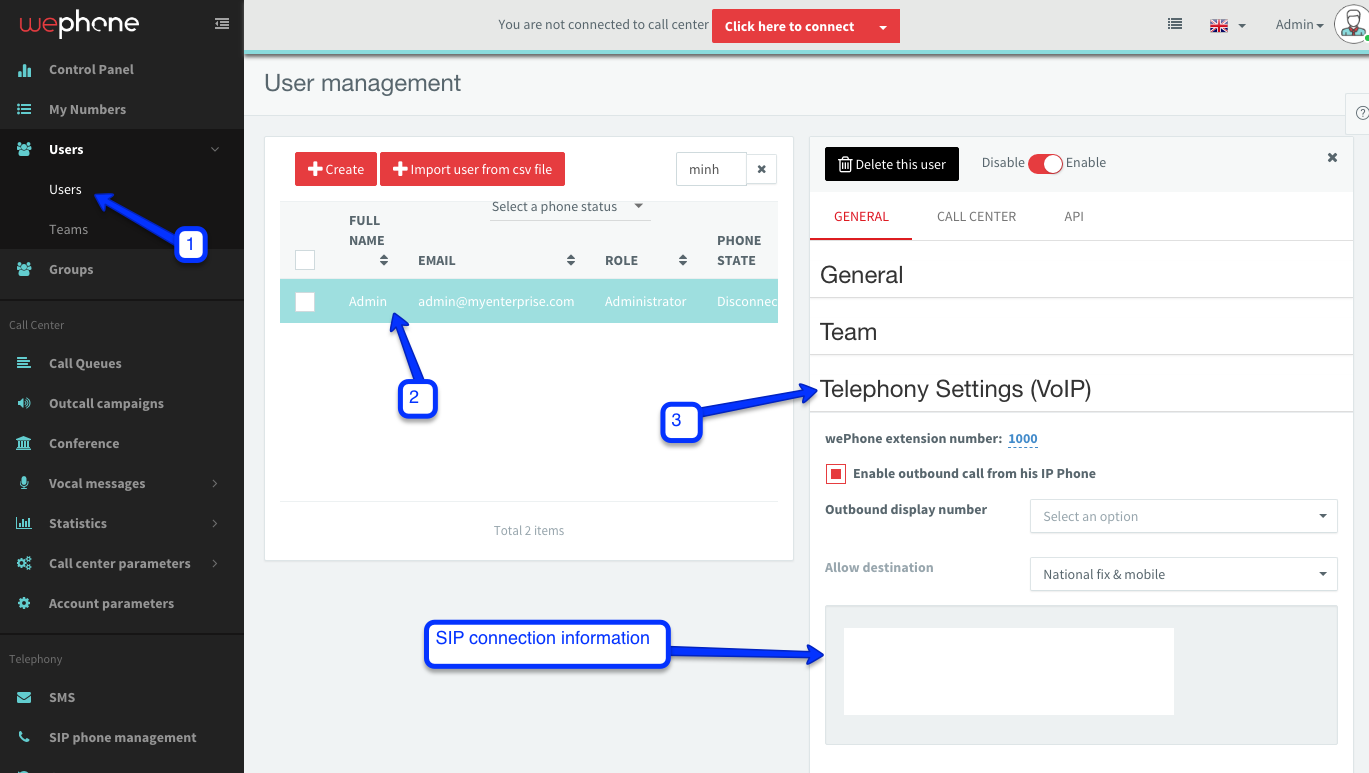 wephone
You are not connected to call center
Click here to connect
Admin
Control Panel
My Numbers
Users
Users
Teams
Groups
Call Center
Call Queues
Outcall campaigns
Conference
Vocal messages
Statistics
Call center parameters
Account parameters
Telephony
SMS
SIP phone management
1
User management
Create
Import user from csv file
minh
Select a phone status
FULL NAME
EMAIL
ROLE
PHONE STATE
Admin
admin@myenterprise.com
Administrator
Disconnec
2
Total 2 items
3
SIP connection information
Delete this user
Disable
Enable
GENERAL
CALL CENTER
API
General
Team
Telephony Settings (VoIP)
wePhone extension number: 1000
Enable outbound call from his IP Phone
Outbound display number
Select an option
Allow destination
National fix & mobile